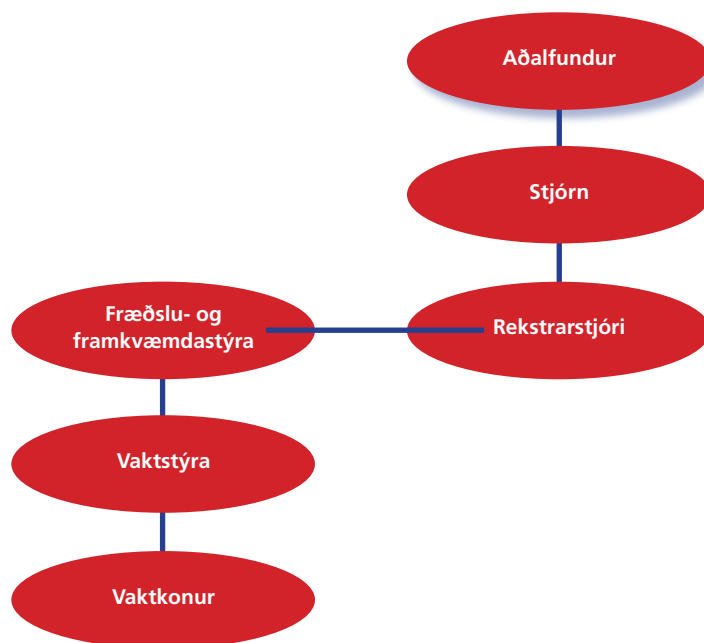 Aðalfundur
Stjórn
Fræðslu- og
framkvæmdastýra
Rekstrarstjóri
Vaktstýra
Vaktkonur